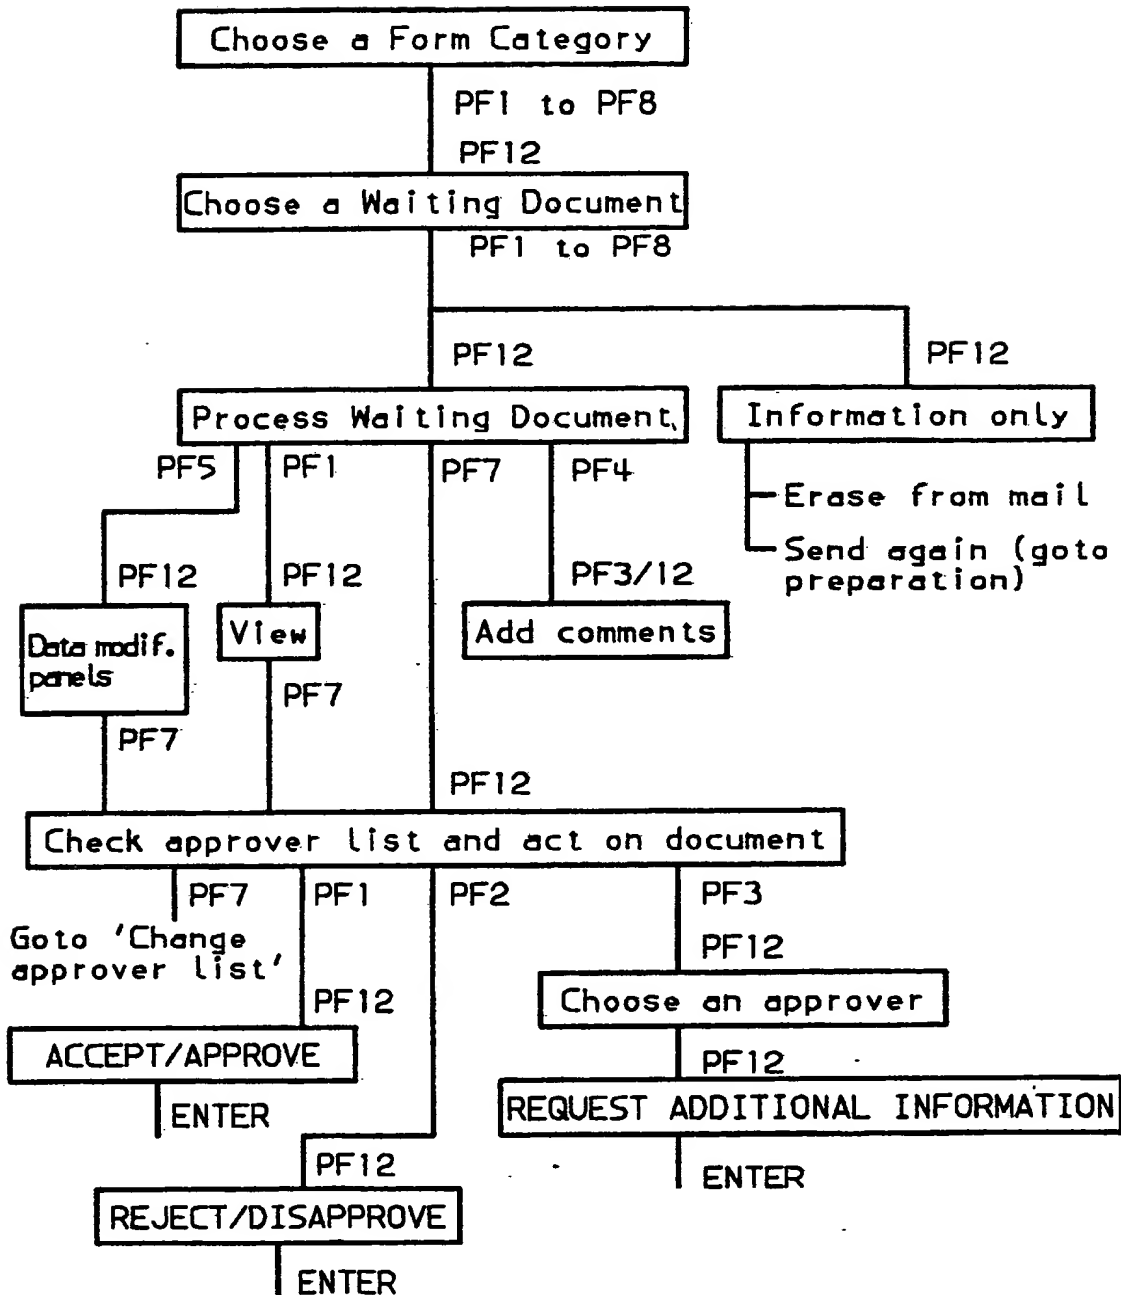 Choose a Form Category
PF1 to PF8
PF12
Choose a Waiting Document
PF1 to PF8
PF12
PF12
Process Waiting Document
Information only
PF5
PF1
PF7
PF4
Erase from mail
Send again (goto
preparation)
PF12
PF12
PF3/12
Data modif.
panels
View
Add comments
PF7
PF7
PF12
Check approver list and act on document
PF7
PF1
PF2
PF3
Goto 'Change
approver list'
PF12
PF12
Choose an approver
ACCEPT/APPROVE
PF12
ENTER
REQUEST ADDITIONAL INFORMATION
PF12
ENTER
REJECT/DISAPPROVE
ENTER